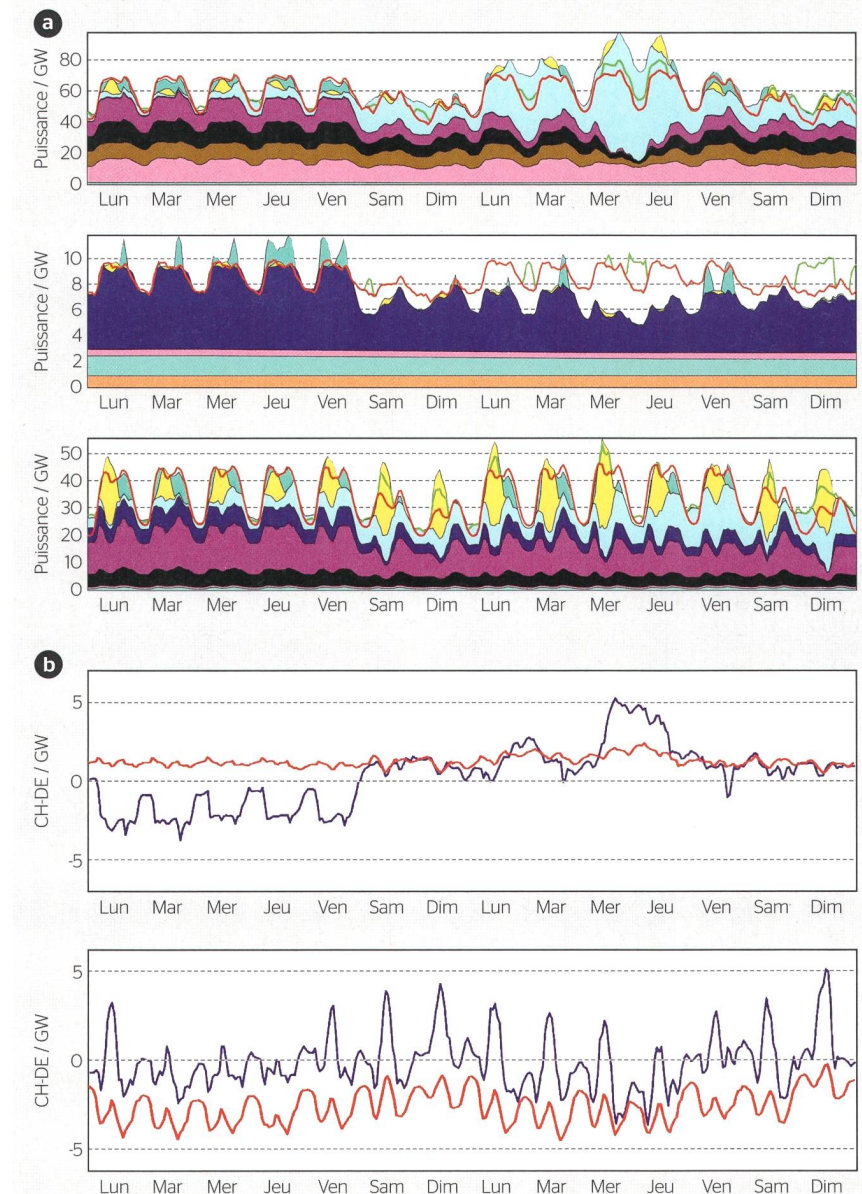 a
Puissance / GW
80
60
40
20
0
Lun Mar Mer Jeu Ven Sam Dim Lun Mar Mer Jeu Ven Sam Dim
Puissance / GW
10
8
6
4
2
0
Lun Mar Mer Jeu Ven Sam Dim Lun Mar Mer Jeu Ven Sam Dim
Puissance / GW
50
40
30
20
10
0
Lun Mar Mer Jeu Ven Sam Dim Lun Mar Mer Jeu Ven Sam Dim
b
CH-DE / GW
5
0
-5
Lun Mar Mer Jeu Ven Sam Dim Lun Mar Mer Jeu Ven Sam Dim
CH-DE / GW
5
0
-5
Lun Mar Mer Jeu Ven Sam Dim Lun Mar Mer Jeu Ven Sam Dim